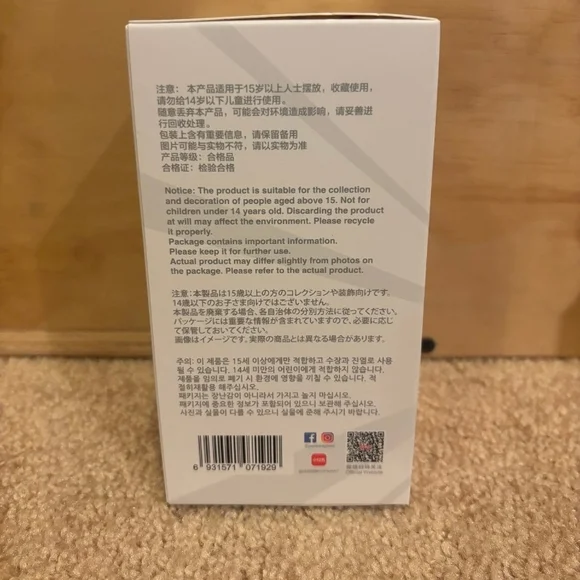 注意： 本产品适用于15岁以上人士摆放，收藏使用，
请勿给14岁以下儿童进行使用。
随意丢弃本产品，可能会对环境造成影响，请妥善进
行回收处理。
包装上含有重要信息，请保留备用
图片可能与实物不符，请以实物为准
产品等级：合格品
合格证：检验合格
Notice: The product is suitable for the collection
and decoration of people aged above 15. Not for
children under 14 years old. Discarding the product
at will may affect the environment. Please recycle
it properly.
Package contains important information.
Please keep it for further use.
Actual product may differ slightly from photos on
the package. Please refer to the actual product.
注意：本製品は15歳以上の方のコレクションや装飾向けです。
14歳以下のお子さま向けではございません。
本製品を廃棄する場合、各自治体の分別方法に従ってください。
パッケージには重要な情報が含まれていますので、必要に応じ
て保管しておいてください。
画像はイメージです。実際の商品とは異なる場合があります。
주의: 이 제품은 15세 이상에게만 적합하고 수장과 진열로 사용
될 수 있습니다. 14세 미만의 어린이에게 적합하지 않습니다.
제품을 임의로 폐기 시 환경에 영향을 끼칠 수 있습니다. 적
절히재활용 해주십시오.
패키지는 장난감이 아니라서 가지고 놀지 마십시오.
패키지에 중요한 정보가 포함되어 있으니 보관해 주십시오.
사진과 실물이 다를 수 있으니 실물에 준해 주시기 바랍니다.
6 931571 071929